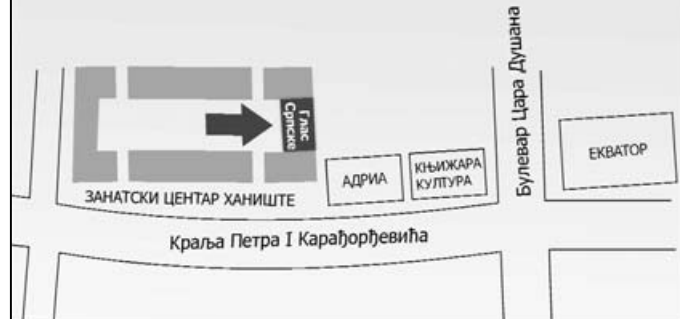 Глас
Српске
Булевар Цара Душана
ЕКВАТОР
АДРИА
КЊИЖАРА
КУЛТУРА
ЗАНАТСКИ ЦЕНТАР ХАНИШТЕ
Краља Петра I Карађорђевића